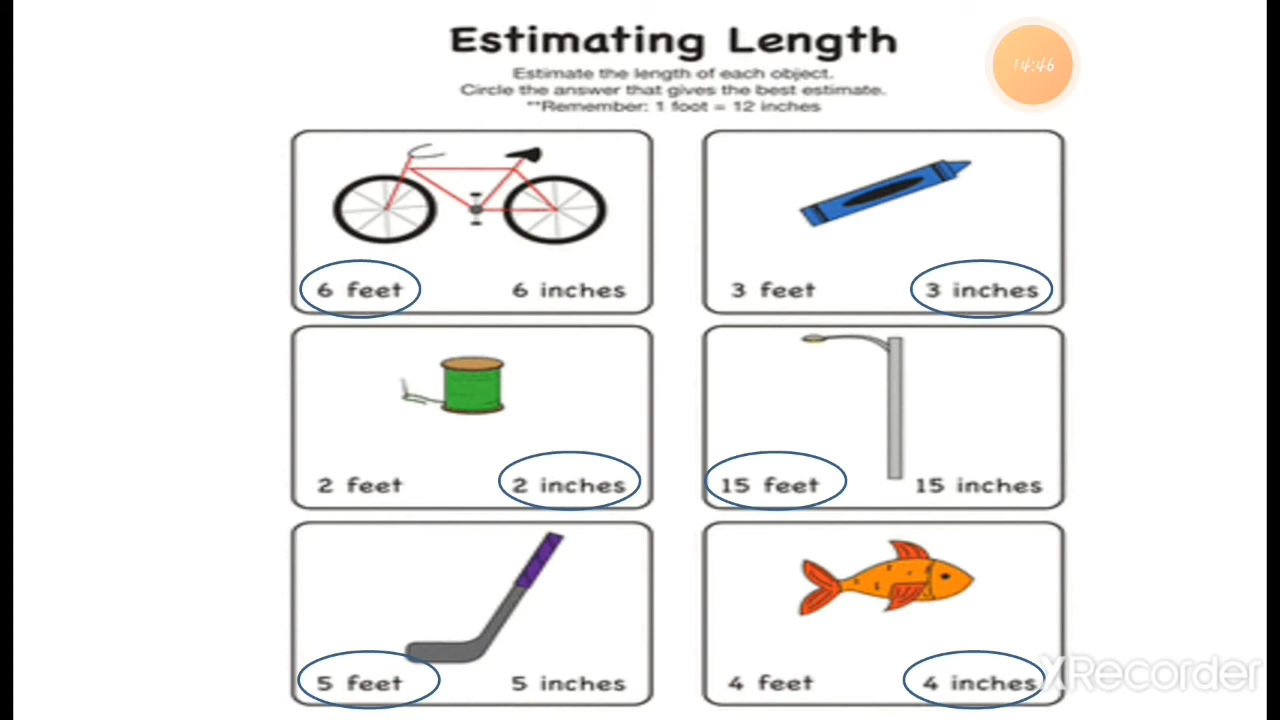 Estimating Length
14:46
Estimate the length of each object.
Circle the answer that gives the best estimate.
**Remember: 1 foot = 12 inches
6 feet 6 inches
3 feet 3 inches
2 feet 2 inches
15 feet 15 inches
5 feet 5 inches
4 feet 4 inches
XRecorder